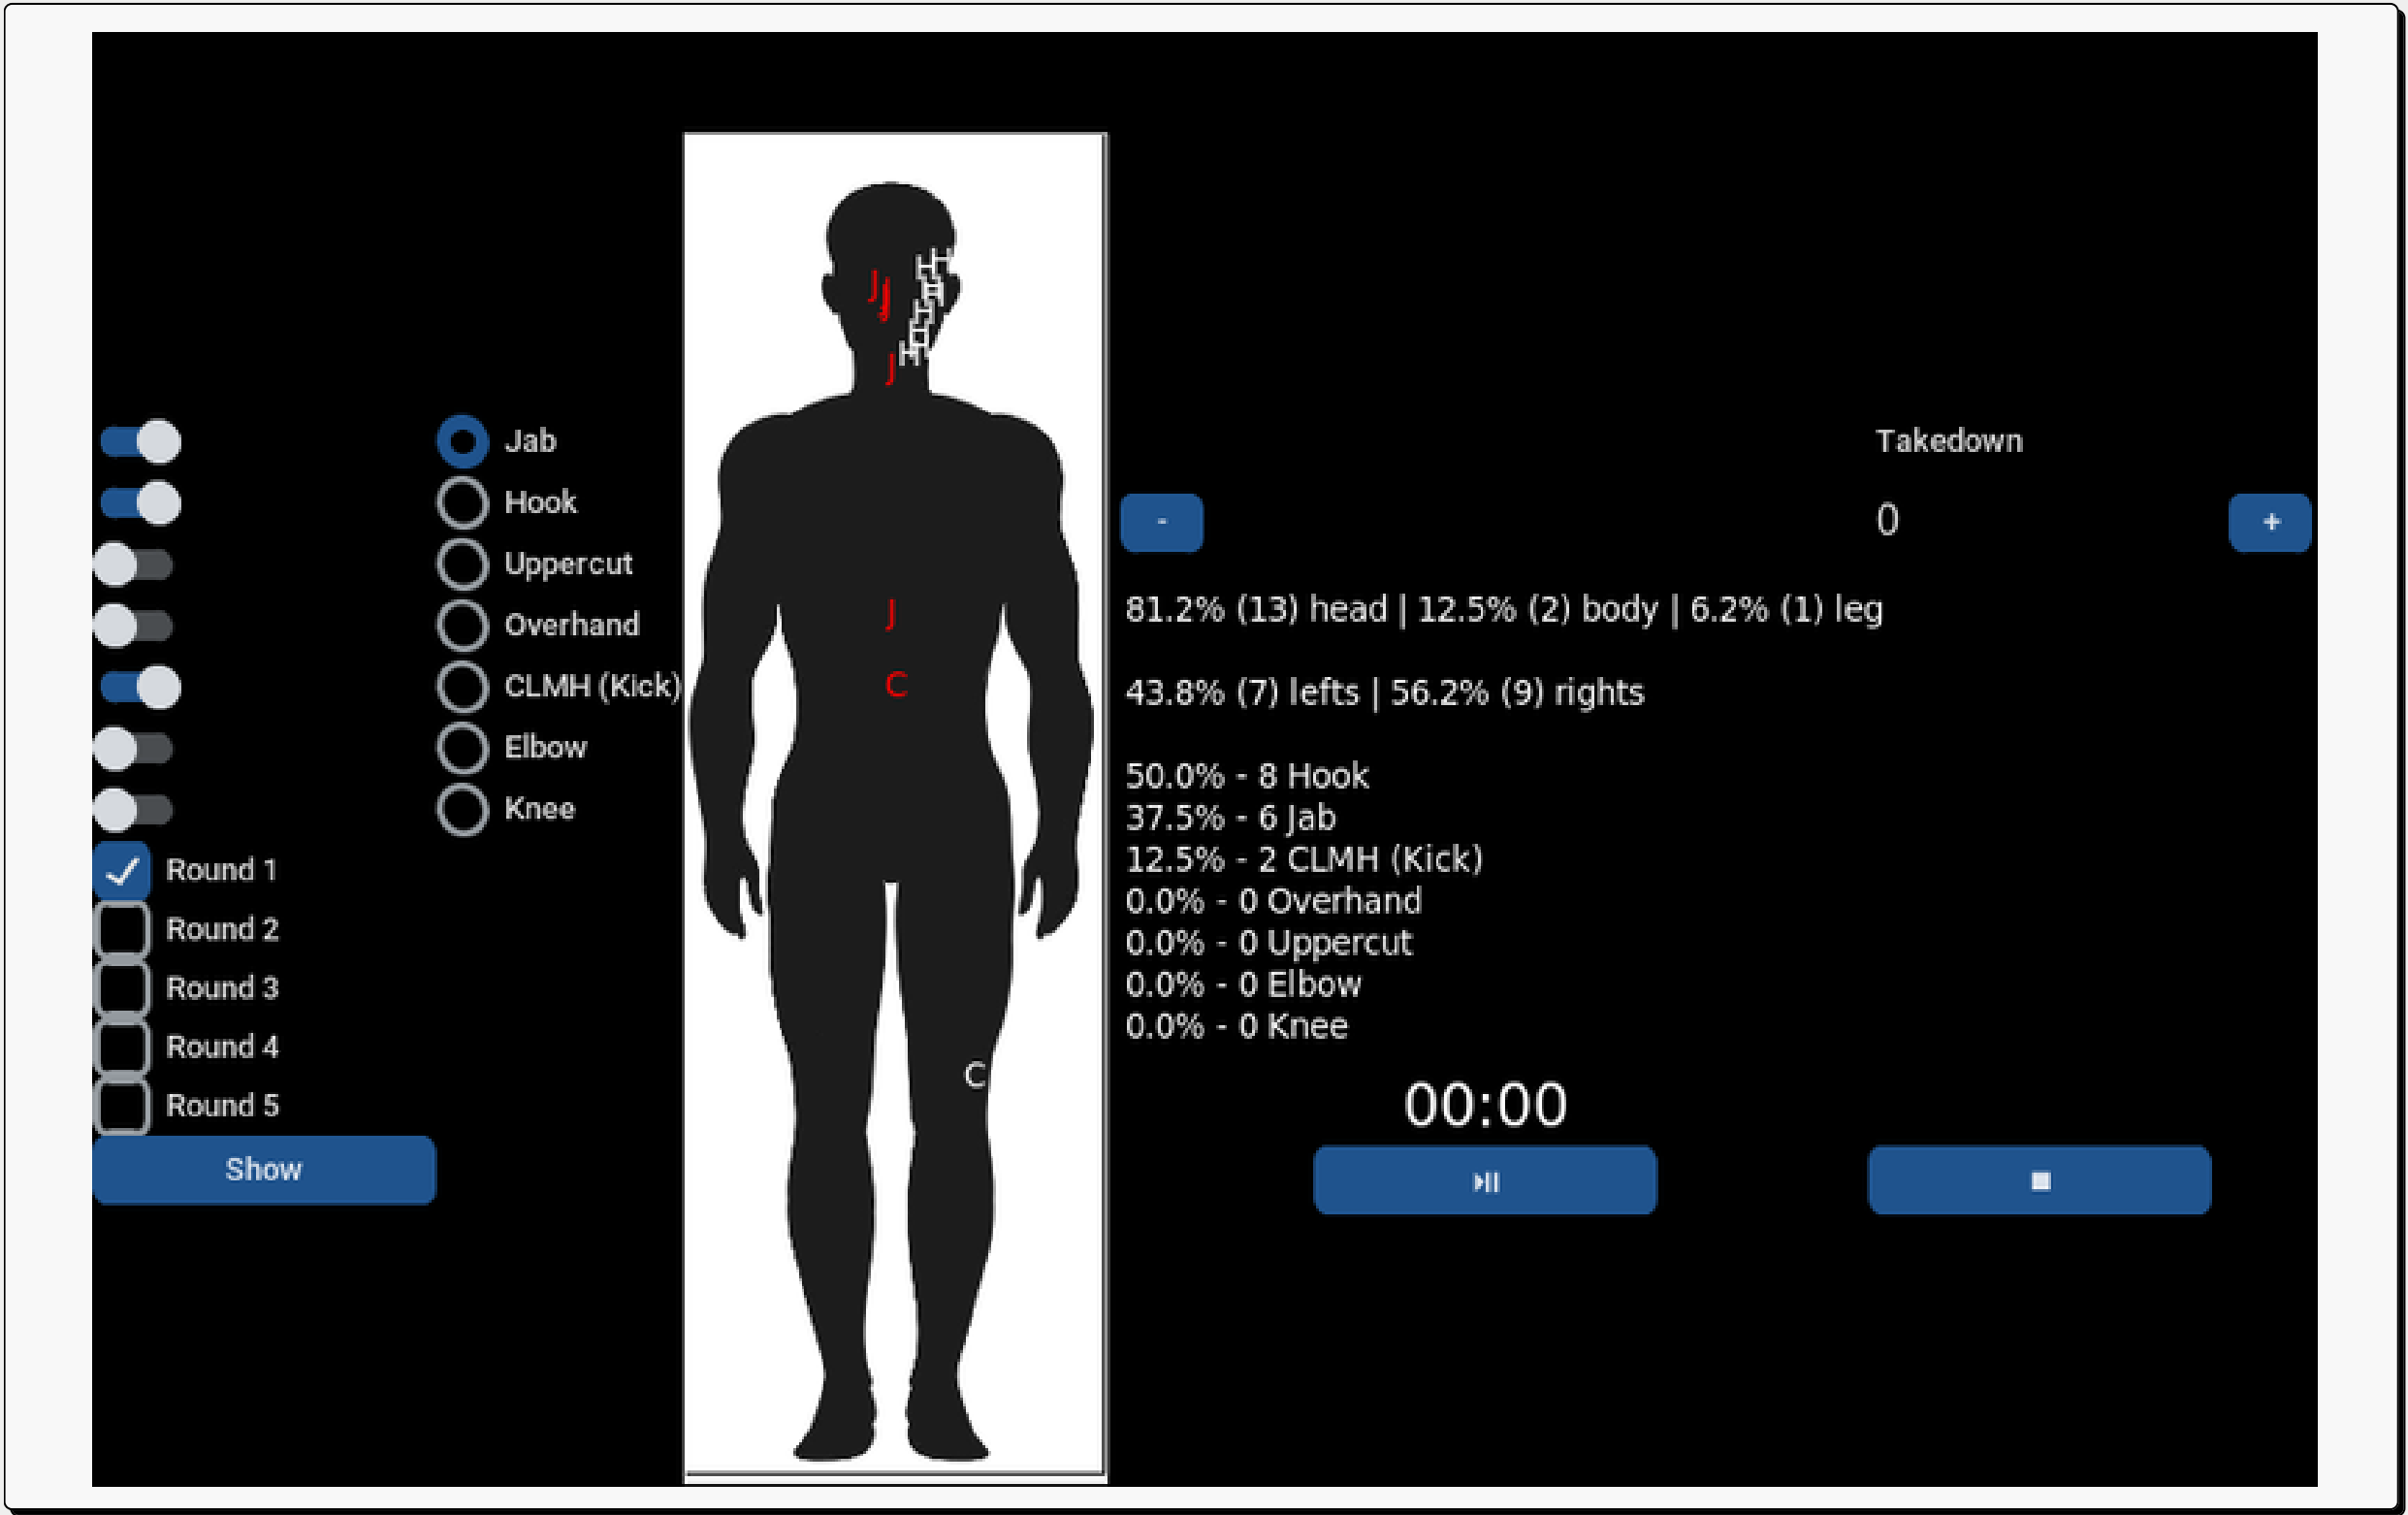 Jab
Hook
Uppercut
Overhand
CLMH (Kick)
Elbow
Knee
Round 1
Round 2
Round 3
Round 4
Round 5
Show
J
J
J
C
C
H
H
H
H
Takedown
-
0
+
81.2% (13) head | 12.5% (2) body | 6.2% (1) leg
43.8% (7) lefts | 56.2% (9) rights
50.0% - 8 Hook
37.5% - 6 Jab
12.5% - 2 CLMH (Kick)
0.0% - 0 Overhand
0.0% - 0 Uppercut
0.0% - 0 Elbow
0.0% - 0 Knee
00:00